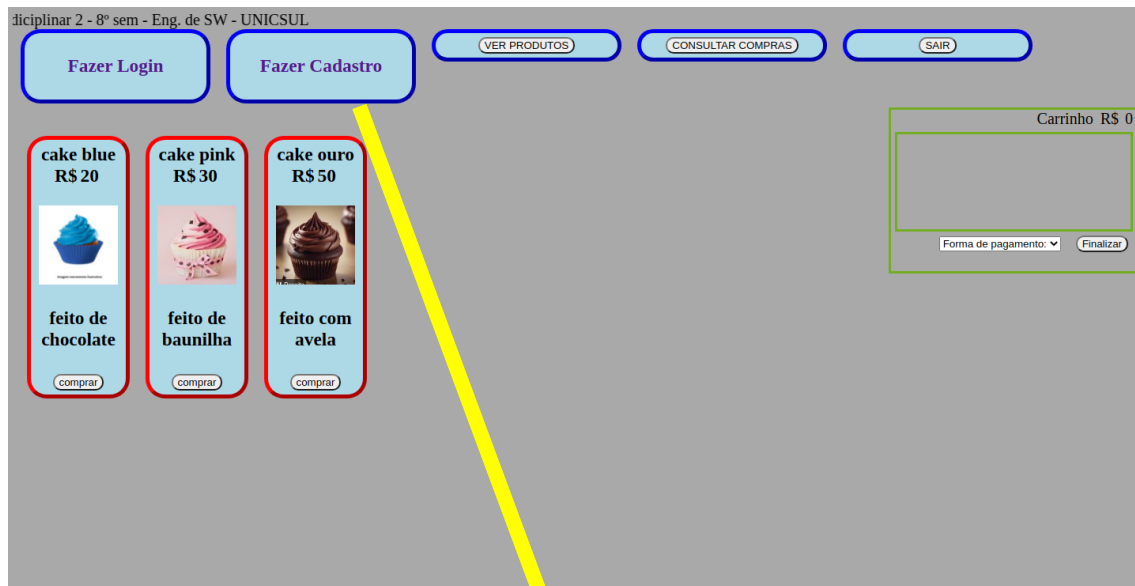 diciplinar 2 - 8º sem - Eng. de SW - UNICSUL
Fazer Login
Fazer Cadastro
VER PRODUTOS
CONSULTAR COMPRAS
SAIR
Carrinho R$ 0
Forma de pagamento:
Finalizar
cake blue
R$ 20
feito de
chocolate
comprar
cake pink
R$ 30
feito de
baunilha
comprar
cake ouro
R$ 50
feito com
avela
comprar